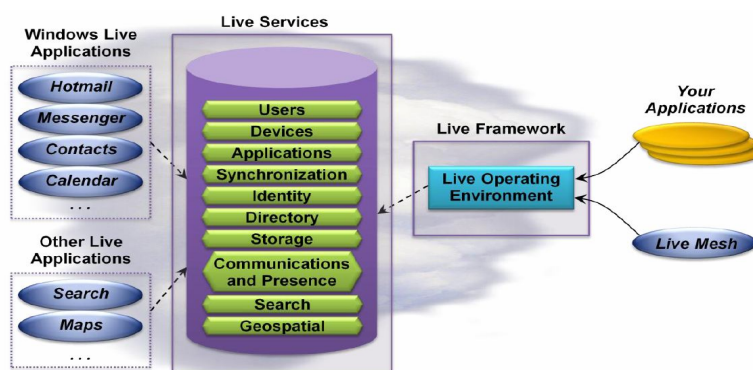 Windows Live
Applications
Hotmail
Messenger
Contacts
Calendar
...
Other Live
Applications
Search
Maps
...
Live Services
Users
Devices
Applications
Synchronization
Identity
Directory
Storage
Communications
and Presence
Search
Geospatial
Live Framework
Live Operating
Environment
Your
Applications
Live Mesh